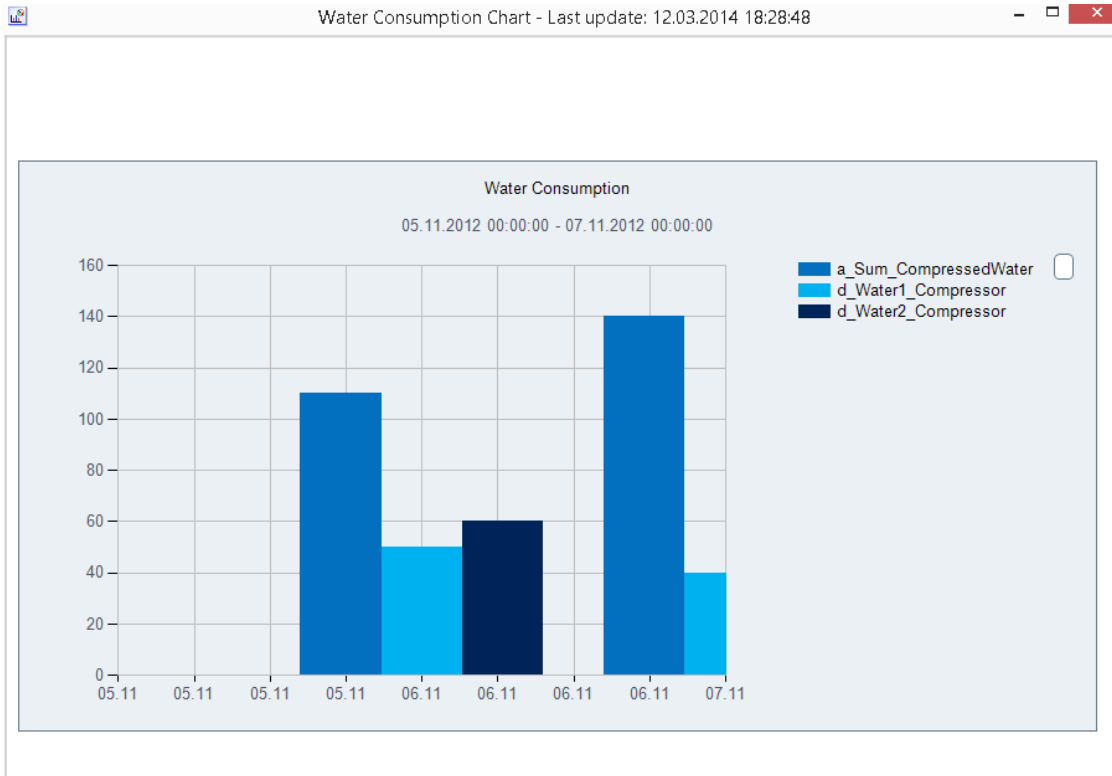 Water Consumption Chart - Last update: 12.03.2014 18:28:48
Water Consumption
05.11.2012 00:00:00 - 07.11.2012 00:00:00
a_Sum_CompressedWater
d_Water1_Compressor
d_Water2_Compressor
160
140
120
100
80
60
40
20
0
05.11 05.11 05.11 05.11 06.11 06.11 06.11 06.11 07.11